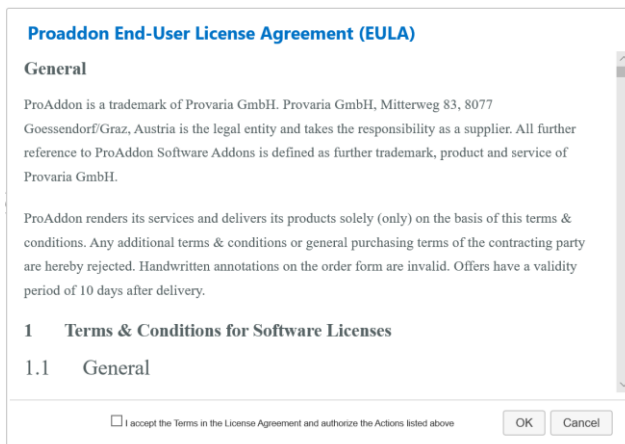 Proaddon End-User License Agreement (EULA)
General
ProAddon is a trademark of Provaria GmbH. Provaria GmbH, Mitterweg 83, 8077
Goessendorf/Graz, Austria is the legal entity and takes the responsibility as a supplier. All further
reference to ProAddon Software Addons is defined as further trademark, product and service of
Provaria GmbH.
ProAddon renders its services and delivers its products solely (only) on the basis of this terms &
conditions. Any additional terms & conditions or general purchasing terms of the contracting party
are hereby rejected. Handwritten annotations on the order form are invalid. Offers have a validity
period of 10 days after delivery.
1 Terms & Conditions for Software Licenses
1.1 General
I accept the Terms in the License Agreement and authorize the Actions listed above
OK Cancel